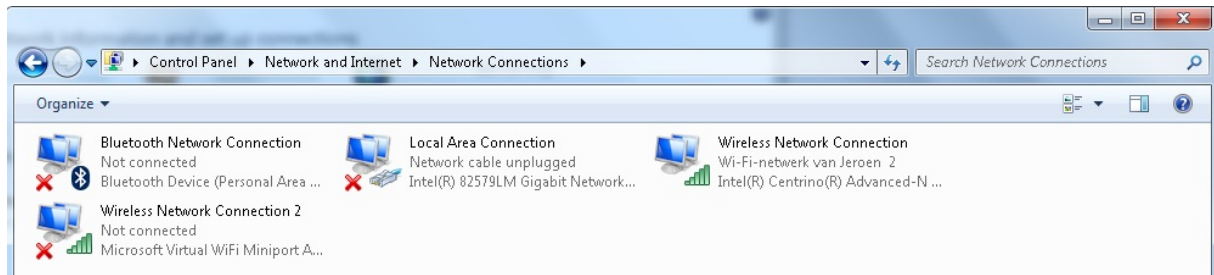 Control Panel ▸ Network and Internet ▸ Network Connections ▸
Search Network Connections
Organize
Bluetooth Network Connection
Not connected
Bluetooth Device (Personal Area ...
Local Area Connection
Network cable unplugged
Intel(R) 82579LM Gigabit Network...
Wireless Network Connection
Wi-Fi-netwerk van Jeroen 2
Intel(R) Centrino(R) Advanced-N ...
Wireless Network Connection 2
Not connected
Microsoft Virtual WiFi Miniport A...